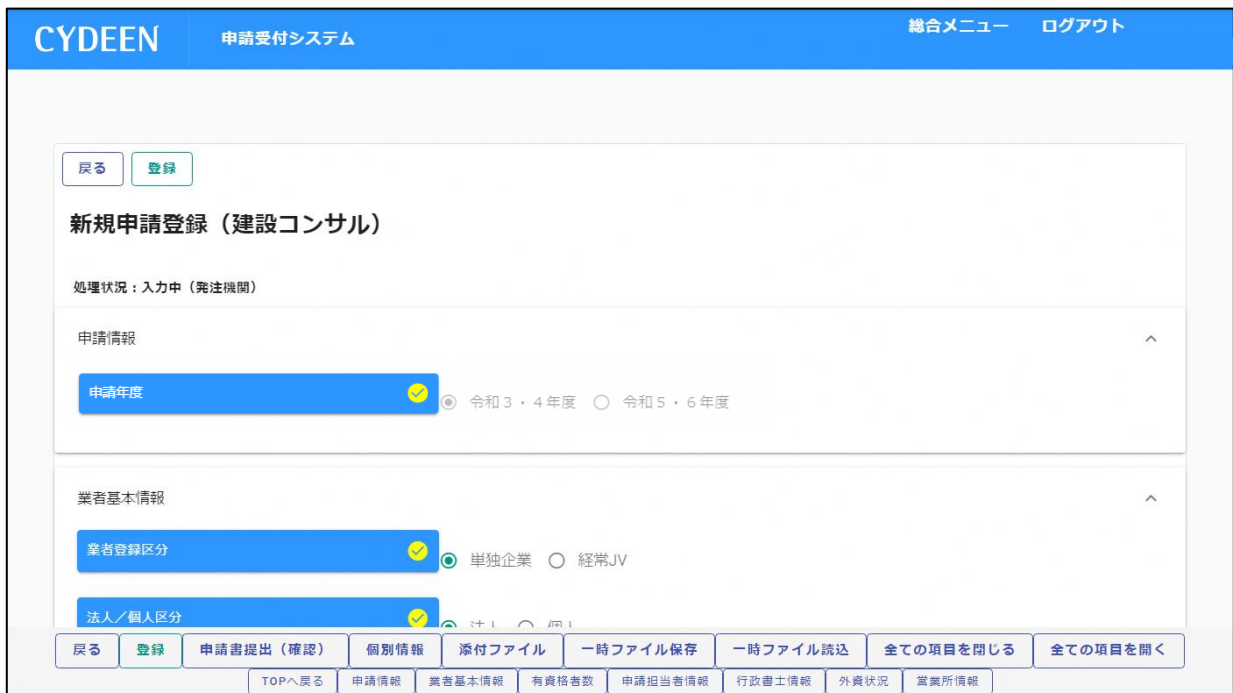 CYDEEN 申請受付システム 総合メニュー ログアウト
戻る 登録
新規申請登録（建設コンサル）
処理状況：入力中（発注機関）
申請情報
申請年度 令和３・４年度 令和５・６年度
業者基本情報
業者登録区分 単独企業 経常JV
法人／個人区分 法人 個人
戻る 登録 申請書提出（確認） 個別情報 添付ファイル 一時ファイル保存 一時ファイル読込 全ての項目を閉じる 全ての項目を開く
TOPへ戻る 申請情報 業者基本情報 有資格者数 申請担当者情報 行政書士情報 外資状況 営業所情報